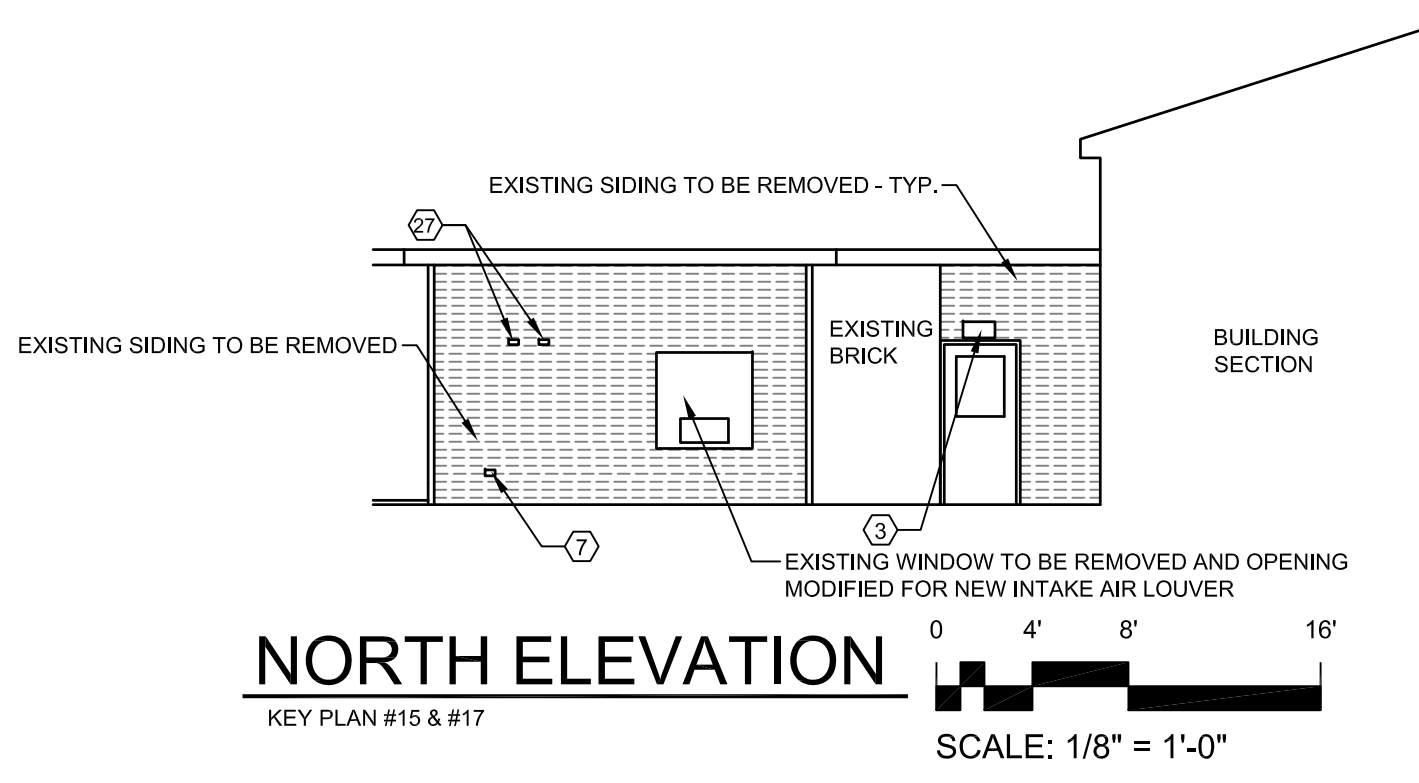 EXISTING SIDING TO BE REMOVED - TYP.
27
EXISTING SIDING TO BE REMOVED
EXISTING
BRICK
BUILDING
SECTION
7
3
EXISTING WINDOW TO BE REMOVED AND OPENING
MODIFIED FOR NEW INTAKE AIR LOUVER
NORTH ELEVATION
KEY PLAN #15 & #17
0 4' 8' 16'
SCALE: 1/8" = 1'-0"